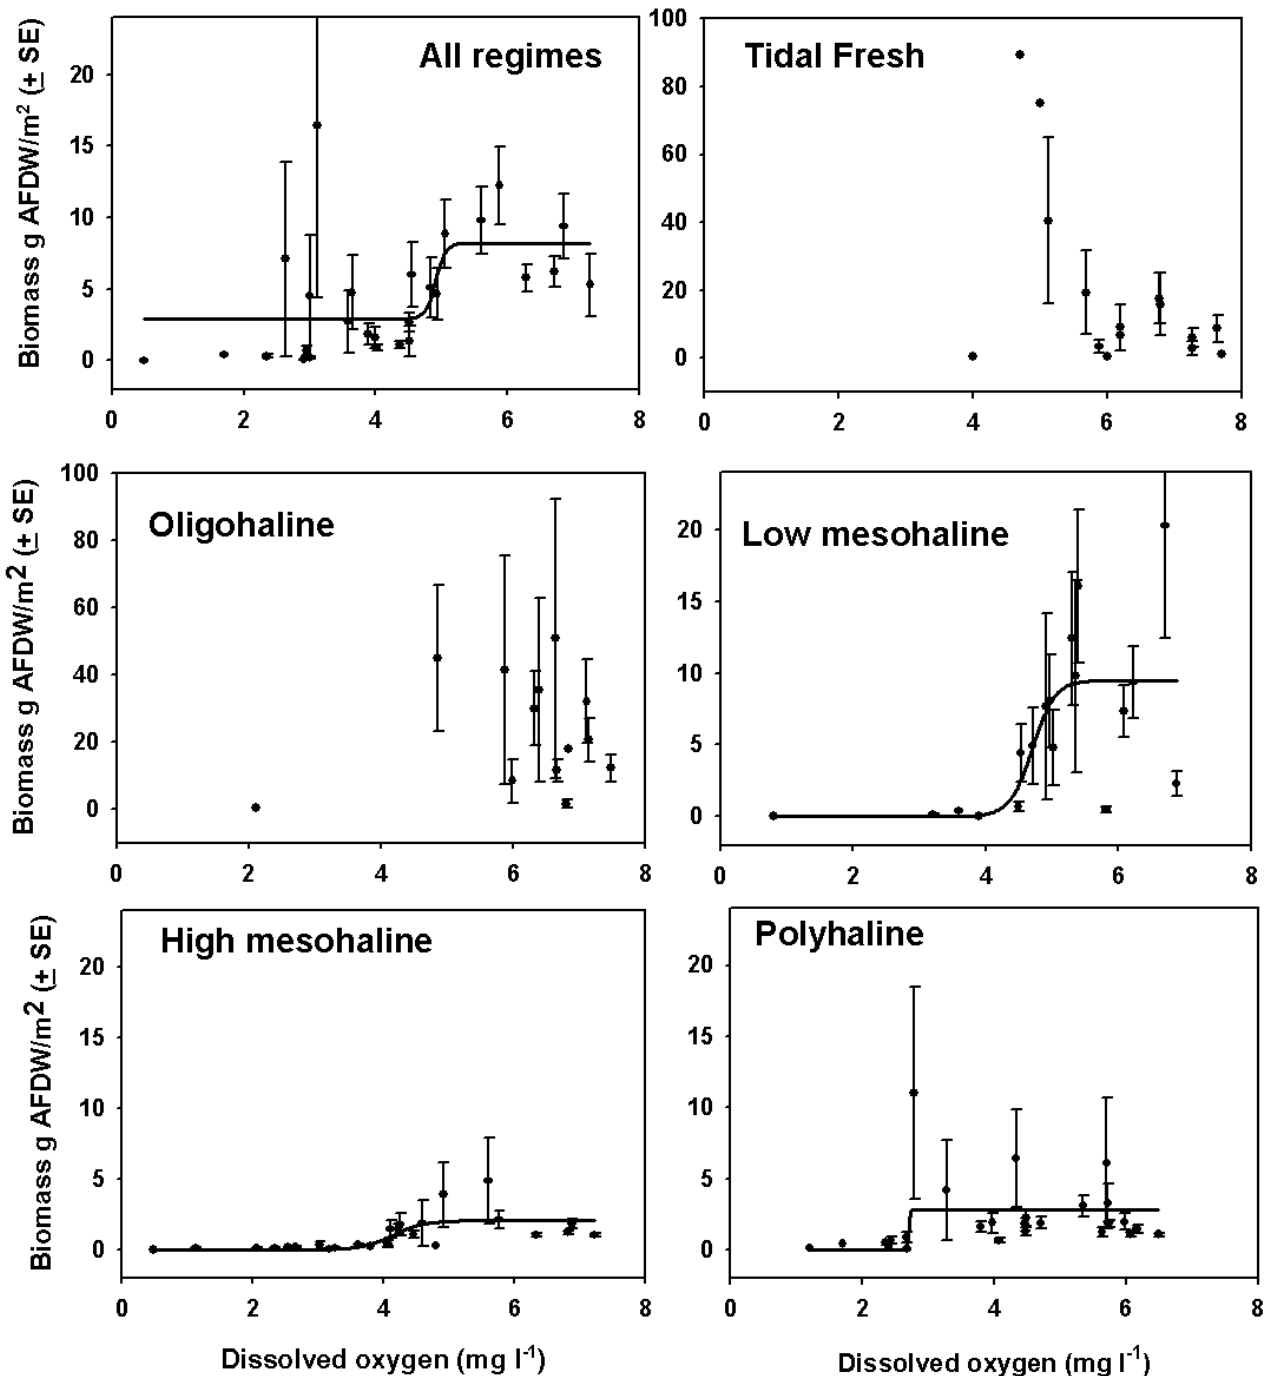 All regimes
Biomass g AFDW/m² (± SE)
20
15
10
5
0
0 2 4 6 8
Tidal Fresh
100
80
60
40
20
0
0 2 4 6 8
Oligohaline
Biomass g AFDW/m² (± SE)
100
80
60
40
20
0
0 2 4 6 8
Low mesohaline
20
15
10
5
0
0 2 4 6 8
High mesohaline
Biomass g AFDW/m² (± SE)
20
15
10
5
0
0 2 4 6 8
Dissolved oxygen (mg l⁻¹)
Polyhaline
20
15
10
5
0
0 2 4 6 8
Dissolved oxygen (mg l⁻¹)